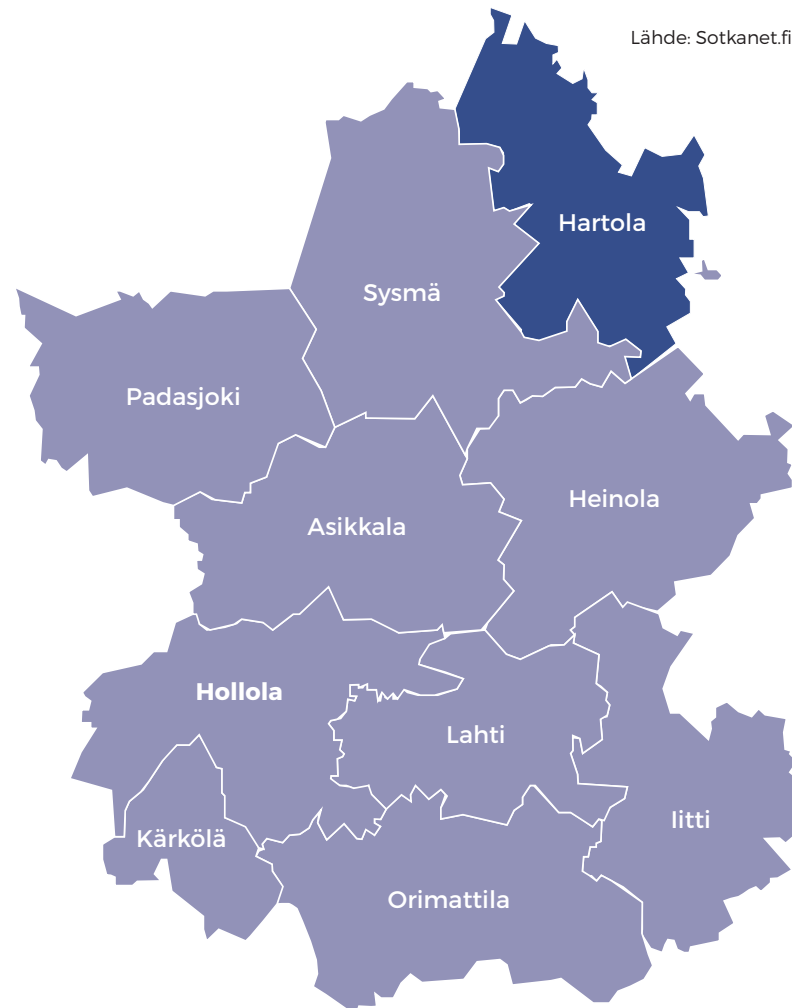 Lähde: Sotkanet.fi
Hartola
Sysmä
Padasjoki
Heinola
Asikkala
Hollola
Lahti
Iitti
Kärkölä
Orimattila